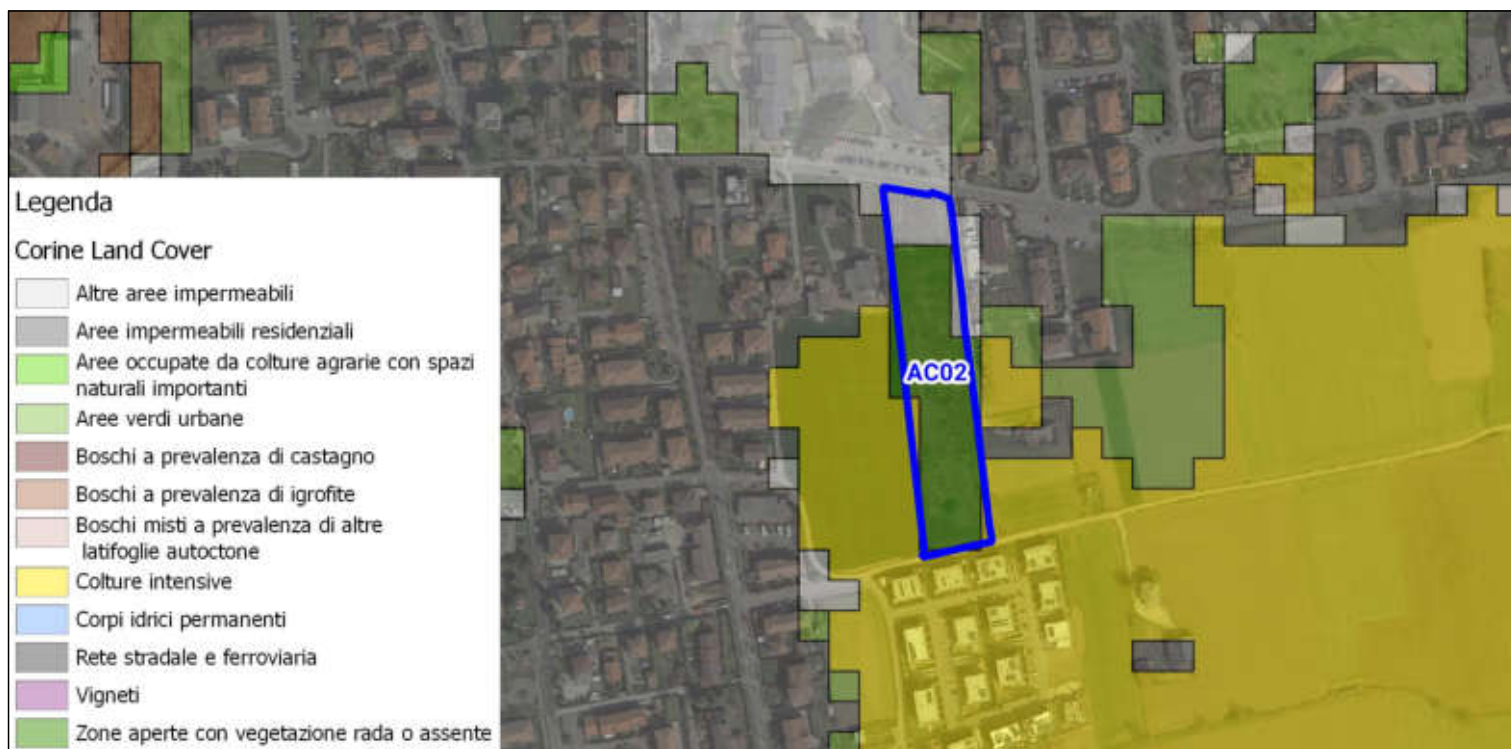 Legenda
Corine Land Cover
Altre aree impermeabili
Aree impermeabili residenziali
Aree occupate da colture agrarie con spazi
naturali importanti
Aree verdi urbane
Boschi a prevalenza di castagno
Boschi a prevalenza di igrofite
Boschi misti a prevalenza di altre
latifoglie autoctone
Colture intensive
Corpi idrici permanenti
Rete stradale e ferroviaria
Vigneti
Zone aperte con vegetazione rada o assente
AC02